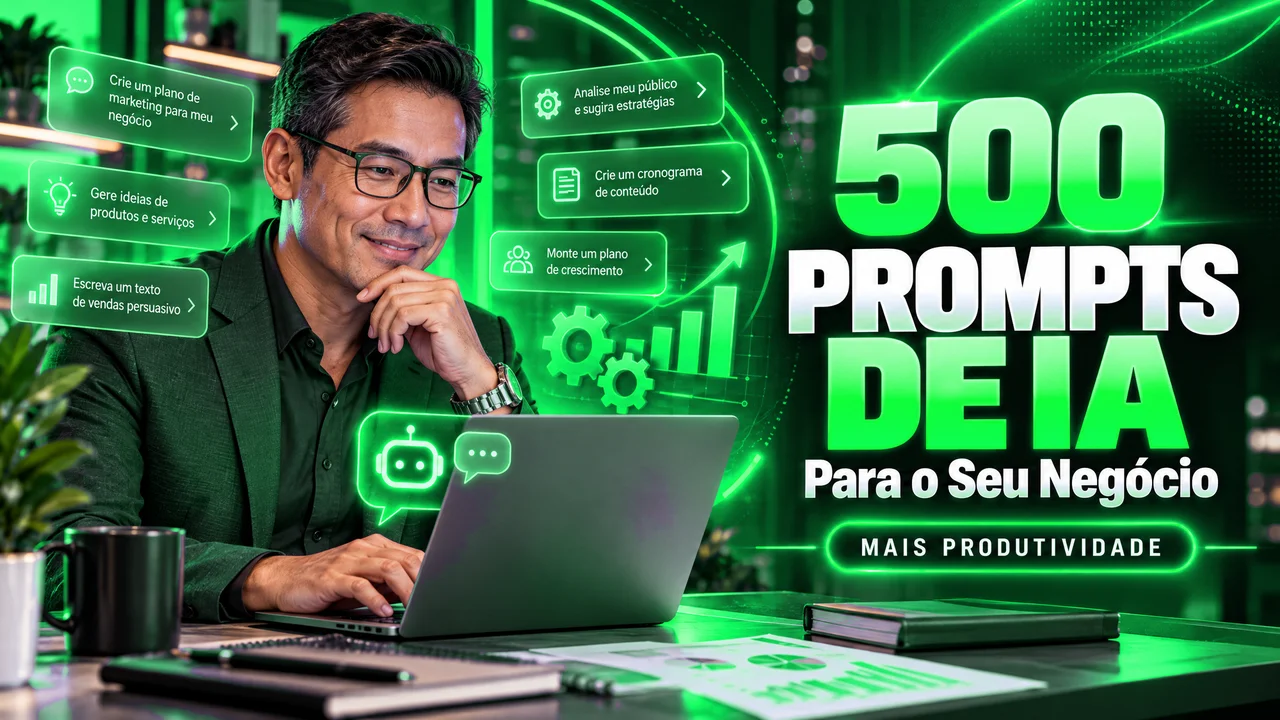 Crie um plano de
marketing para meu
negócio
Gere ideias de
produtos e serviços
Escreva um texto
de vendas persuasivo
Analise meu público
e sugira estratégias
Crie um cronograma
de conteúdo
Monte um plano
de crescimento
500
PROMPTS
DE IA
Para o Seu Negócio
MAIS PRODUTIVIDADE